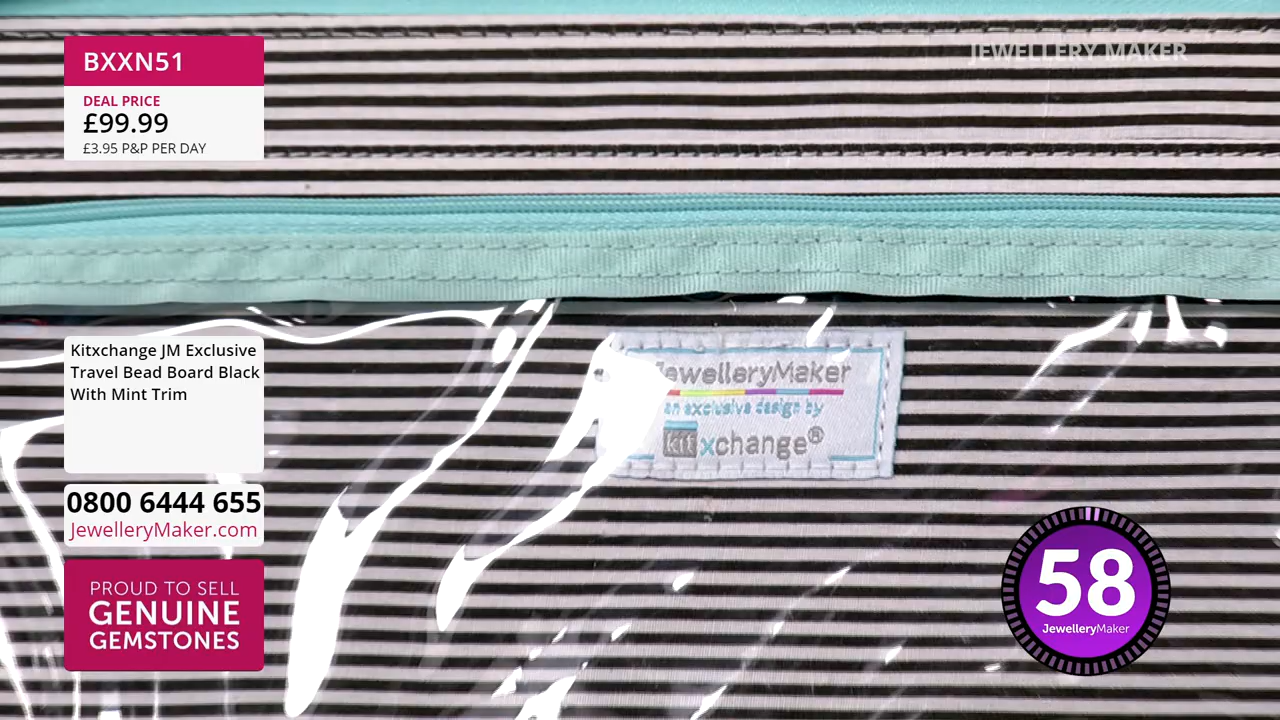 BXXN51
DEAL PRICE
£99.99
£3.95 P&P PER DAY
JEWELLERY MAKER
Kitxchange JM Exclusive
Travel Bead Board Black
With Mint Trim
JewelleryMaker
an exclusive design by
kitxchange®
0800 6444 655
JewelleryMaker.com
PROUD TO SELL
GENUINE
GEMSTONES
58
JewelleryMaker